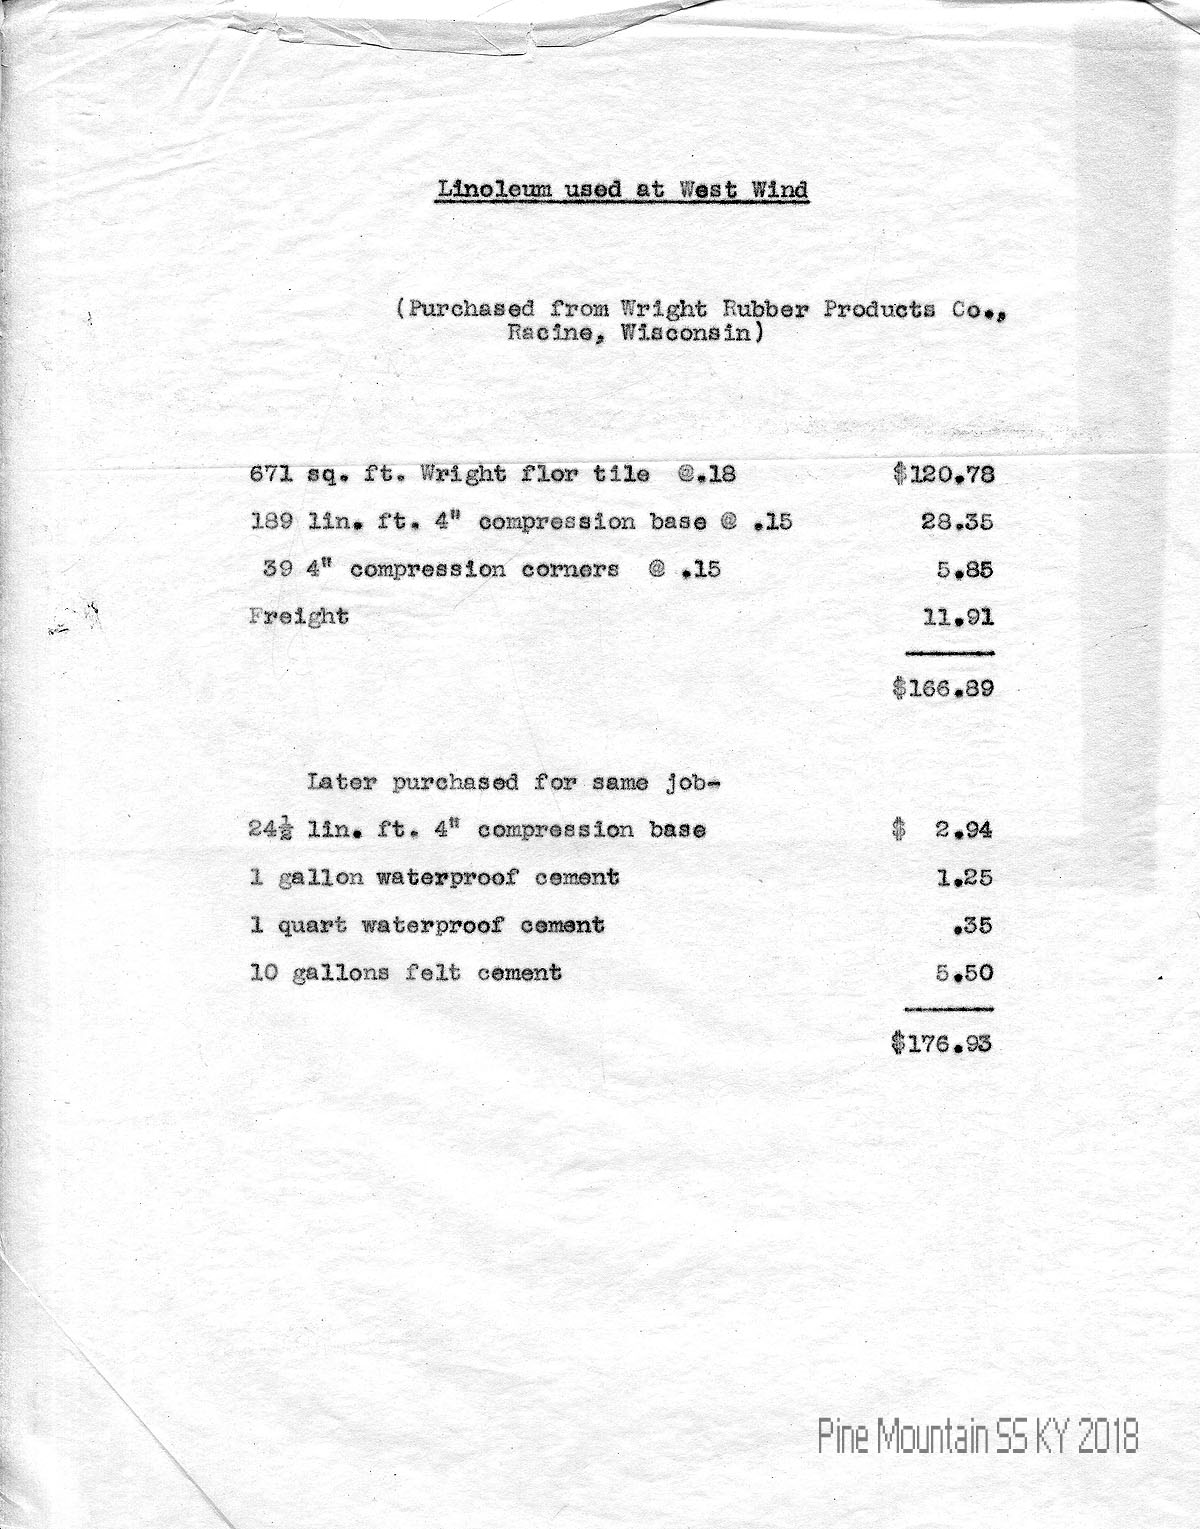 Linoleum used at West Wind
(Purchased from Wright Rubber Products Co.,
Racine, Wisconsin)
671 sq. ft. Wright flor tile @.18 $120.78
189 lin. ft. 4" compression base @ .15 28.35
39 4" compression corners @ .15 5.85
Freight 11.91
$166.89
Later purchased for same job-
24½ lin. ft. 4" compression base $ 2.94
1 gallon waterproof cement 1.25
1 quart waterproof cement .35
10 gallons felt cement 5.50
$176.93
Pine Mountain SS KY 2018